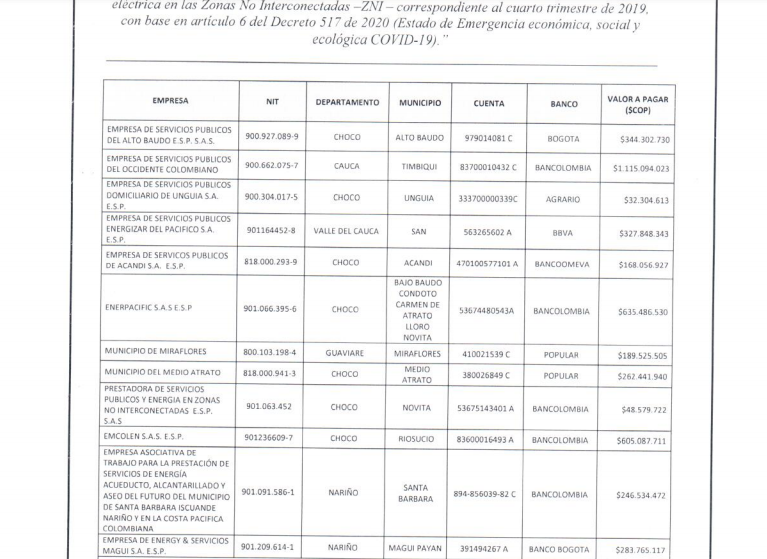 eléctrica en las Zonas No Interconectadas –ZNI – correspondiente al cuarto trimestre de 2019,
con base en artículo 6 del Decreto 517 de 2020 (Estado de Emergencia económica, social y
ecológica COVID-19)."
EMPRESA NIT DEPARTAMENTO MUNICIPIO CUENTA BANCO VALOR A PAGAR
($COP)
EMPRESA DE SERVICIOS PUBLICOS
DEL ALTO BAUDO E.S.P. S.A.S. 900.927.089-9 CHOCO ALTO BAUDO 979014081 C BOGOTA $344.302.730
EMPRESA DE SERVICIOS PUBLICOS
DEL OCCIDENTE COLOMBIANO 900.662.075-7 CAUCA TIMBIQUI 83700010432 C BANCOLOMBIA $1.115.094.023
EMPRESA DE SERVICIOS PUBLICOS
DOMICILIARIO DE UNGUIA S.A. 900.304.017-5 CHOCO UNGUIA 333700000339C AGRARIO $32.304.613
E.S.P.
EMPRESA DE SERVICIOS PUBLICOS
ENERGIZAR DEL PACIFICO S.A. 901164452-8 VALLE DEL CAUCA SAN 563265602 A BBVA $327.848.343
E.S.P.
EMPRESA DE SERVICOS PUBLICOS
DE ACANDI S.A. E.S.P. 818.000.293-9 CHOCO ACANDI 470100577101 A BANCOOMEVA $168.056.927
BAJO BAUDO
CONDOTO
CARMEN DE
ENERPACIFIC S.A.S E.S.P 901.066.395-6 CHOCO ATRATO 53674480543A BANCOLOMBIA $635.486.530
LLORO
NOVITA
MUNICIPIO DE MIRAFLORES 800.103.198-4 GUAVIARE MIRAFLORES 410021539 C POPULAR $189.525.505
MUNICIPIO DEL MEDIO ATRATO 818.000.941-3 CHOCO MEDIO
ATRATO 380026849 C POPULAR $262.441.940
PRESTADORA DE SERVICIOS
PUBLICOS Y ENERGIA EN ZONAS
NO INTERCONECTADAS E.S.P. 901.063.452 CHOCO NOVITA 53675143401 A BANCOLOMBIA $48.579.722
S.A.S
EMCOLEN S.A.S. E.S.P. 901236609-7 CHOCO RIOSUCIO 83600016493 A BANCOLOMBIA $605.087.711
EMPRESA ASOCIATIVA DE
TRABAJO PARA LA PRESTACIÓN DE
SERVICIOS DE ENERGÍA
ACUEDUCTO, ALCANTARILLADO Y
ASEO DEL FUTURO DEL MUNICIPIO 901.091.586-1 NARIÑO SANTA
BARBARA 894-856039-82 C BANCOLOMBIA $246.534.472
DE SANTA BARBARA ISCUANDE
NARIÑO Y EN LA COSTA PACIFICA
COLOMBIANA
EMPRESA DE ENERGY & SERVICIOS
MAGUI S.A. E.S.P. 901.209.614-1 NARIÑO MAGUI PAYAN 391494267 A BANCO BOGOTA $283.765.117